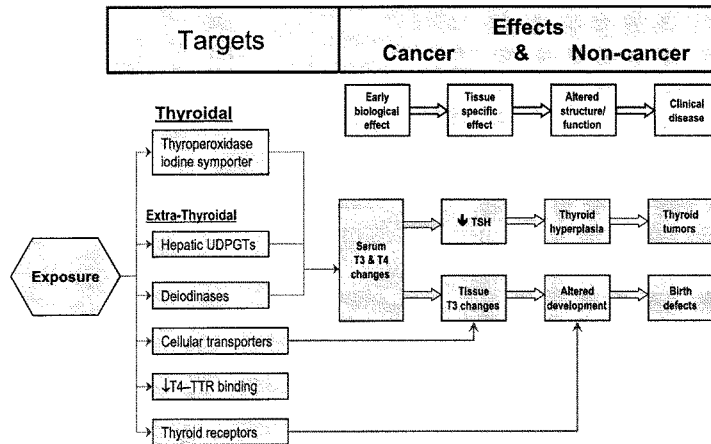 Targets
Effects
Cancer & Non-cancer
Early
biological
effect
Tissue
specific
effect
Altered
structure/
function
Clinical
disease
Thyroidal
Thyroperoxidase
iodine symporter
Extra-Thyroidal
Hepatic UDPGTs
Exposure
Deiodinases
Cellular transporters
↓T4–TTR binding
Thyroid receptors
Serum
T3 & T4
changes
↓ TSH
Thyroid
hyperplasia
Thyroid
tumors
Tissue
T3 changes
Altered
development
Birth
defects